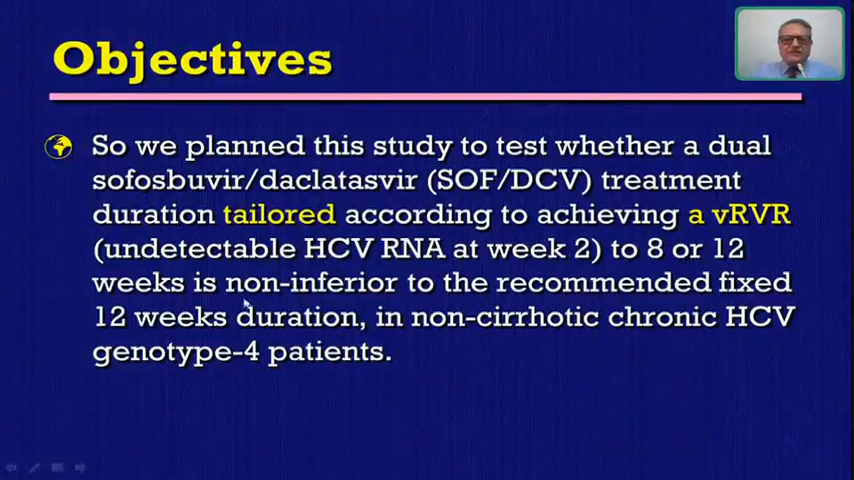 Objectives
So we planned this study to test whether a dual
sofosbuvir/daclatasvir (SOF/DCV) treatment
duration tailored according to achieving a vRVR
(undetectable HCV RNA at week 2) to 8 or 12
weeks is non-inferior to the recommended fixed
12 weeks duration, in non-cirrhotic chronic HCV
genotype-4 patients.